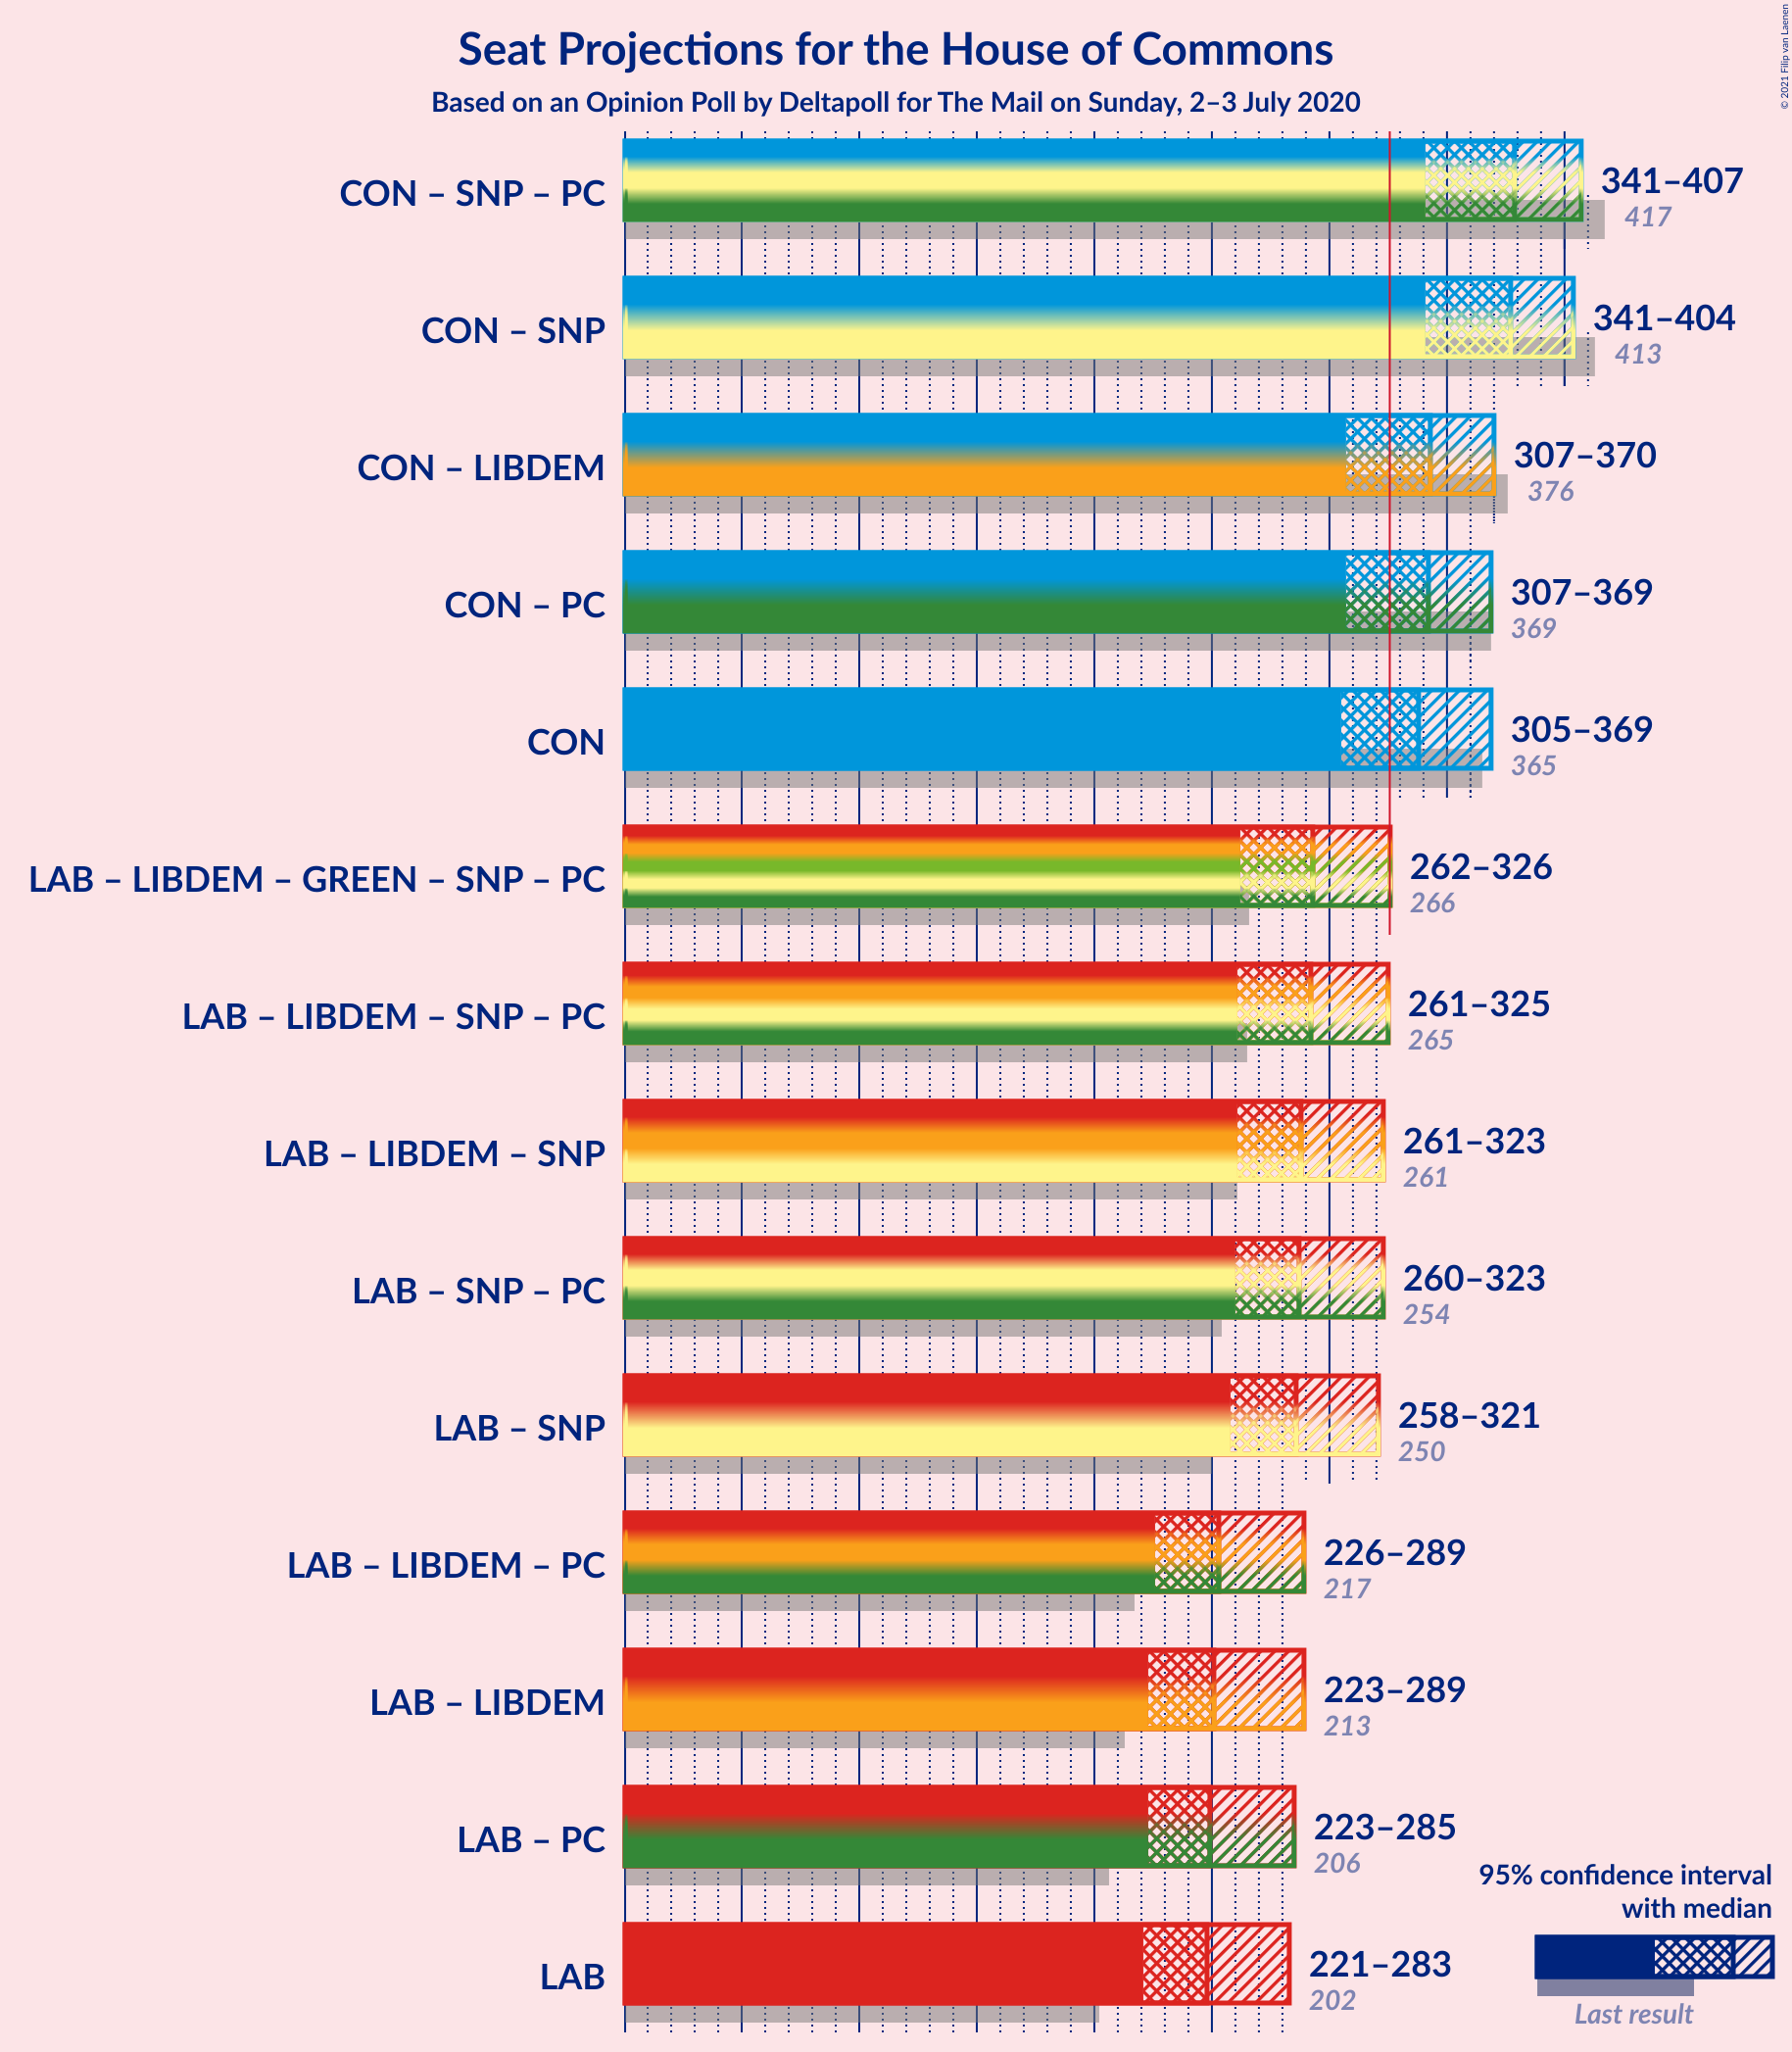 Seat Projections for the House of Commons
Based on an Opinion Poll by Deltapoll for The Mail on Sunday, 2–3 July 2020
© 2021 Filip van Laenen
CON – SNP – PC
341–407
417
CON – SNP
341–404
413
CON – LIBDEM
307–370
376
CON – PC
307–369
369
CON
305–369
365
LAB – LIBDEM – GREEN – SNP – PC
262–326
266
LAB – LIBDEM – SNP – PC
261–325
265
LAB – LIBDEM – SNP
261–323
261
LAB – SNP – PC
260–323
254
LAB – SNP
258–321
250
LAB – LIBDEM – PC
226–289
217
LAB – LIBDEM
223–289
213
LAB – PC
223–285
206
LAB
221–283
202
95% confidence interval
with median
Last result